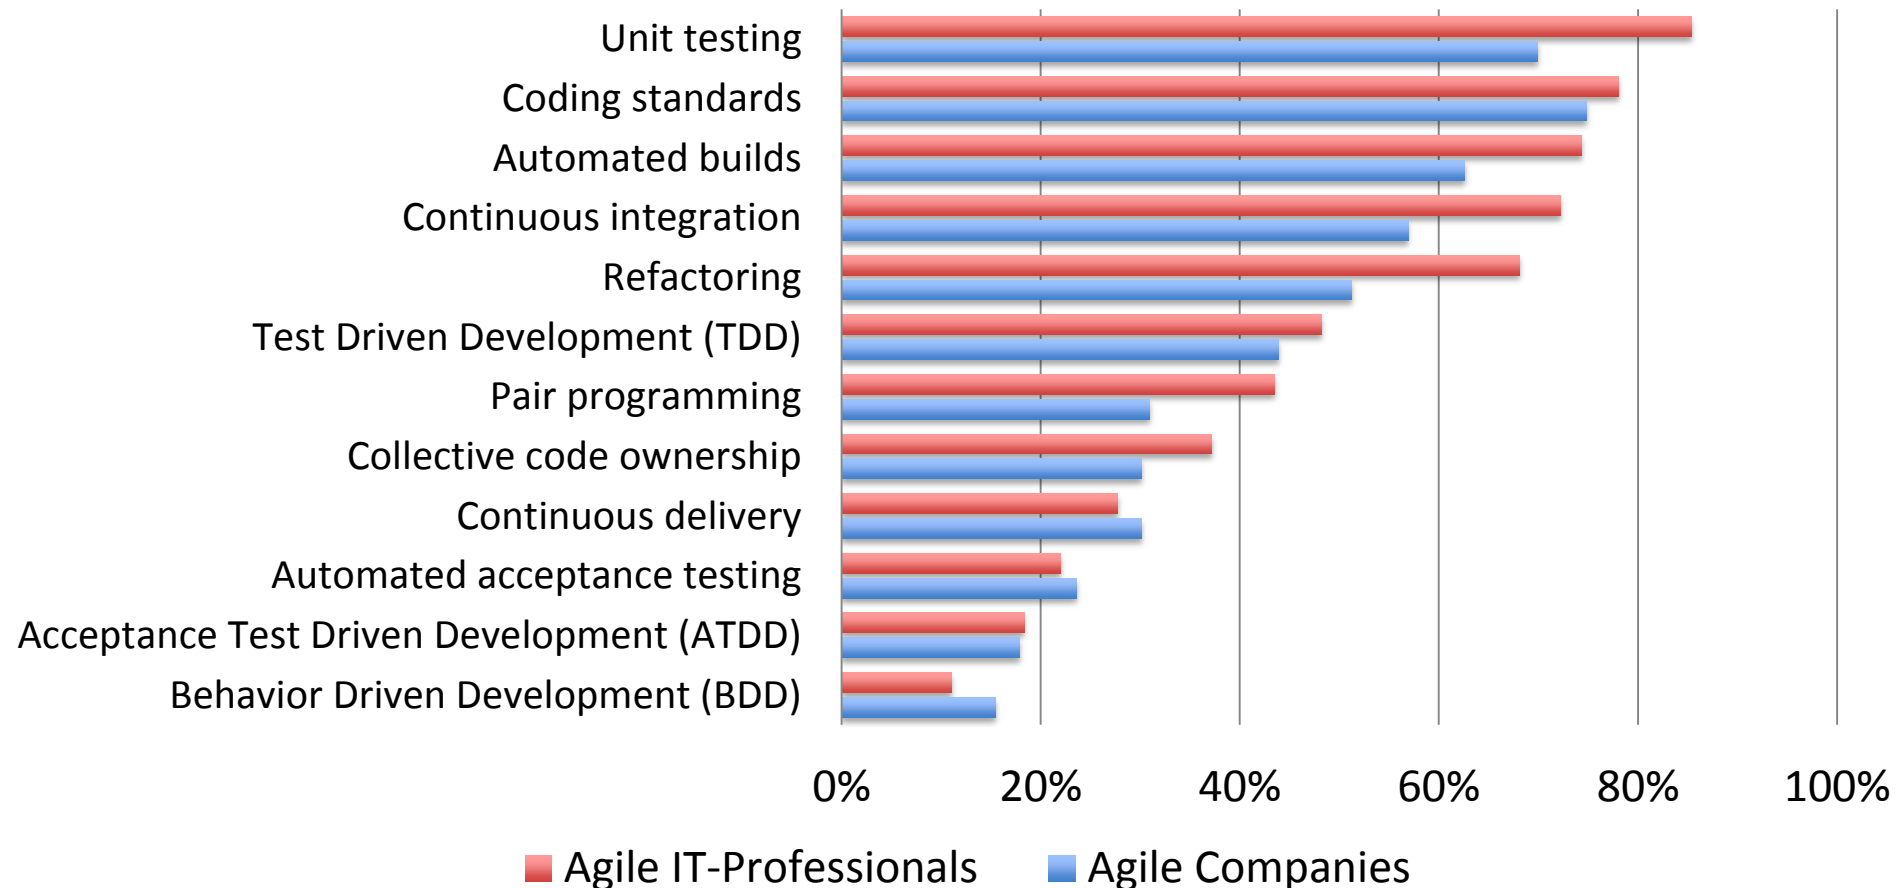 Unit testing
Coding standards
Automated builds
Continuous integration
Refactoring
Test Driven Development (TDD)
Pair programming
Collective code ownership
Continuous delivery
Automated acceptance testing
Acceptance Test Driven Development (ATDD)
Behavior Driven Development (BDD)
0% 20% 40% 60% 80% 100%
Agile IT-Professionals Agile Companies